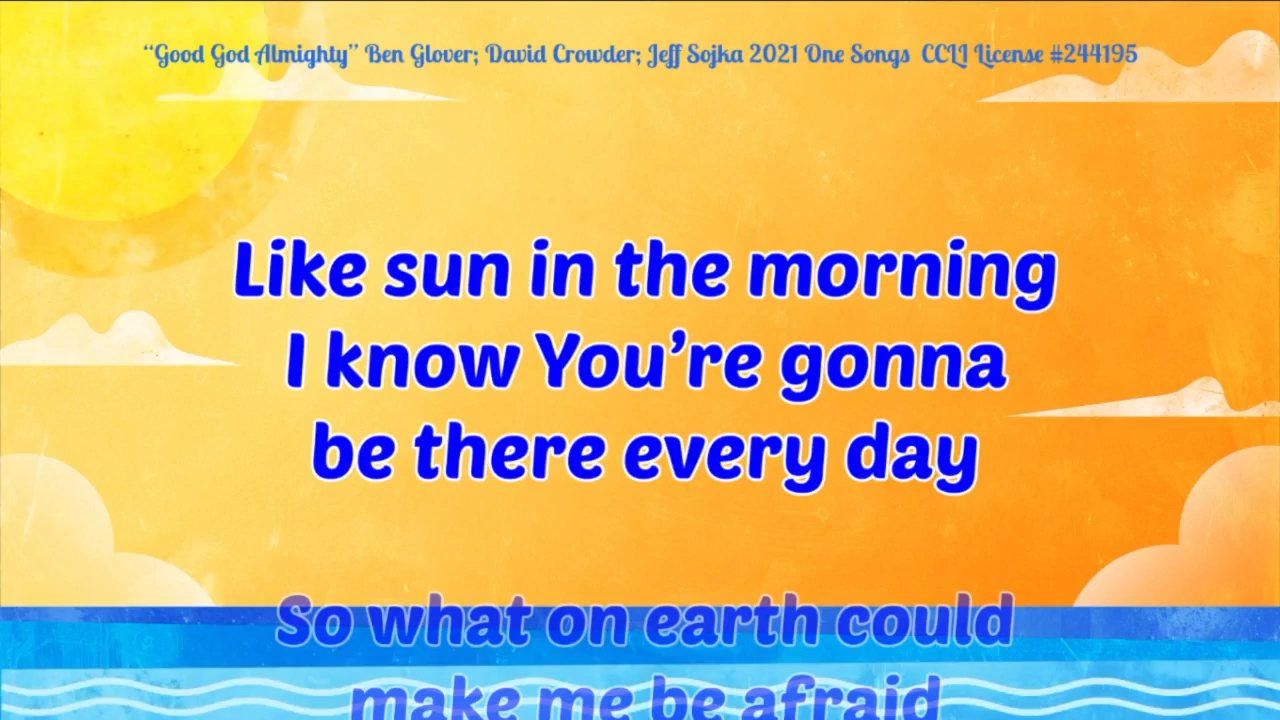 “Good God Almighty” Ben Glover; David Crowder; Jeff Sojka 2021 One Songs CCLI License #244195
Like sun in the morning
I know You’re gonna
be there every day
So what on earth could
make me be afraid